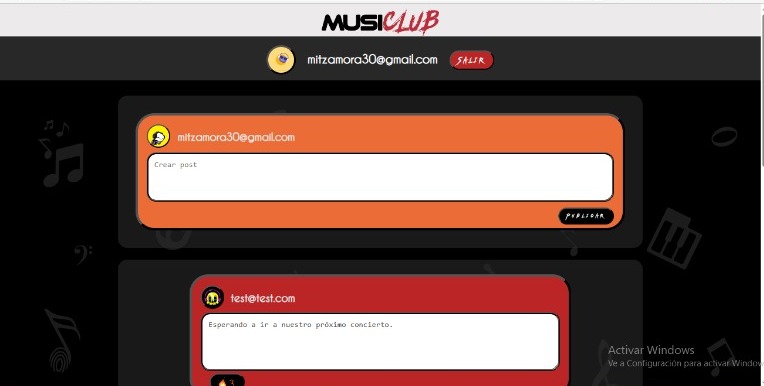 MUSICLUB
mitzamora30@gmail.com SALIR
mitzamora30@gmail.com
Crear post
PUBLICAR
test@test.com
Esperando a ir a nuestro próximo concierto.
3
Activar Windows
Ve a Configuración para activar Window